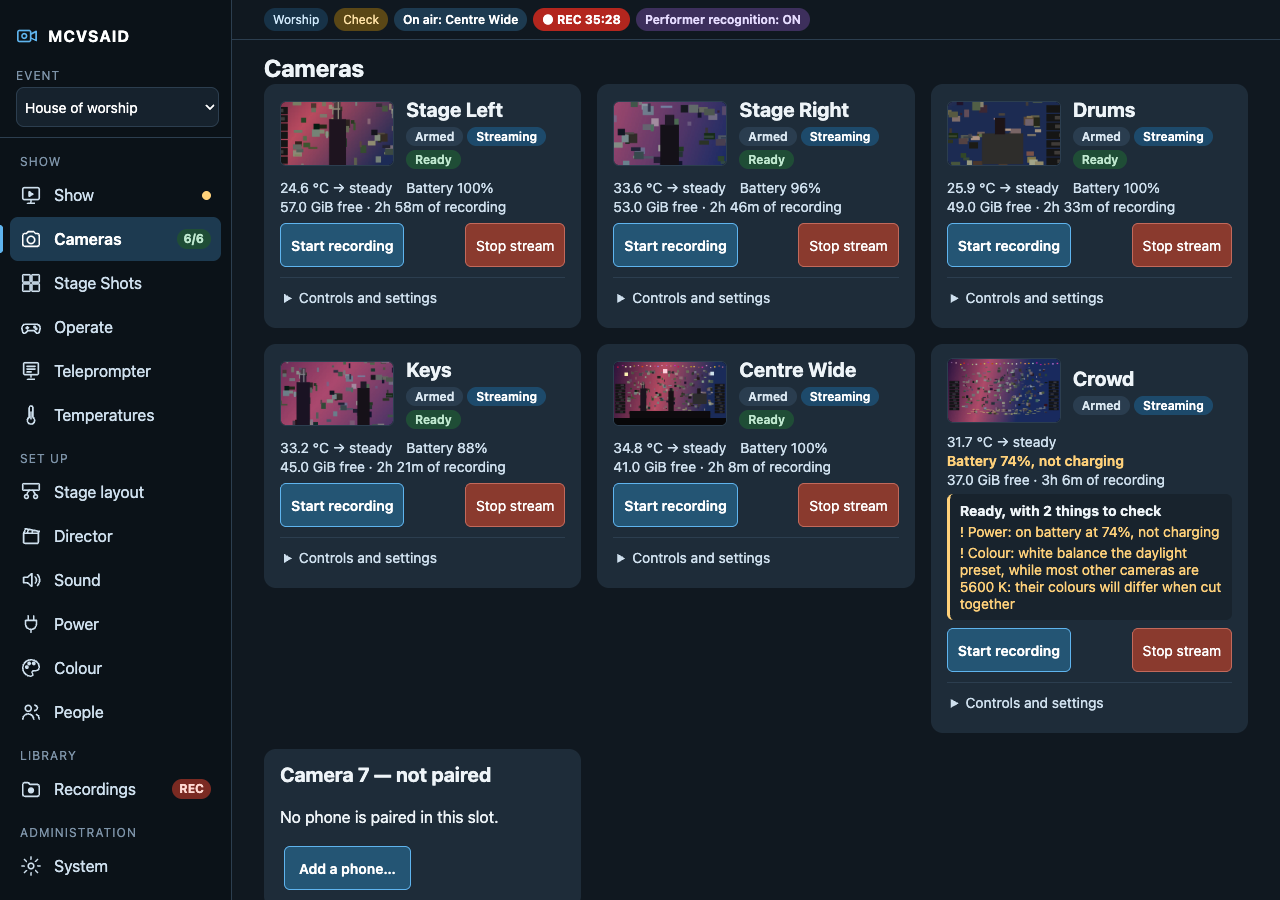 MCVSAID
EVENT
House of worship
SHOW
Show
Cameras 6/6
Stage Shots
Operate
Teleprompter
Temperatures
SET UP
Stage layout
Director
Sound
Power
Colour
People
LIBRARY
Recordings REC
ADMINISTRATION
System
Worship Check On air: Centre Wide REC 35:28 Performer recognition: ON
Cameras
Stage Left
Armed Streaming
Ready
24.6 °C → steady Battery 100%
57.0 GiB free · 2h 58m of recording
Start recording Stop stream
Controls and settings
Stage Right
Armed Streaming
Ready
33.6 °C → steady Battery 96%
53.0 GiB free · 2h 46m of recording
Start recording Stop stream
Controls and settings
Drums
Armed Streaming
Ready
25.9 °C → steady Battery 100%
49.0 GiB free · 2h 33m of recording
Start recording Stop stream
Controls and settings
Keys
Armed Streaming
Ready
33.2 °C → steady Battery 88%
45.0 GiB free · 2h 21m of recording
Start recording Stop stream
Controls and settings
Centre Wide
Armed Streaming
Ready
34.8 °C → steady Battery 100%
41.0 GiB free · 2h 8m of recording
Start recording Stop stream
Controls and settings
Crowd
Armed Streaming
31.7 °C → steady
Battery 74%, not charging
37.0 GiB free · 3h 6m of recording
Ready, with 2 things to check
! Power: on battery at 74%, not charging
! Colour: white balance the daylight
preset, while most other cameras are
5600 K: their colours will differ when cut
together
Start recording Stop stream
Controls and settings
Camera 7 — not paired
No phone is paired in this slot.
Add a phone...